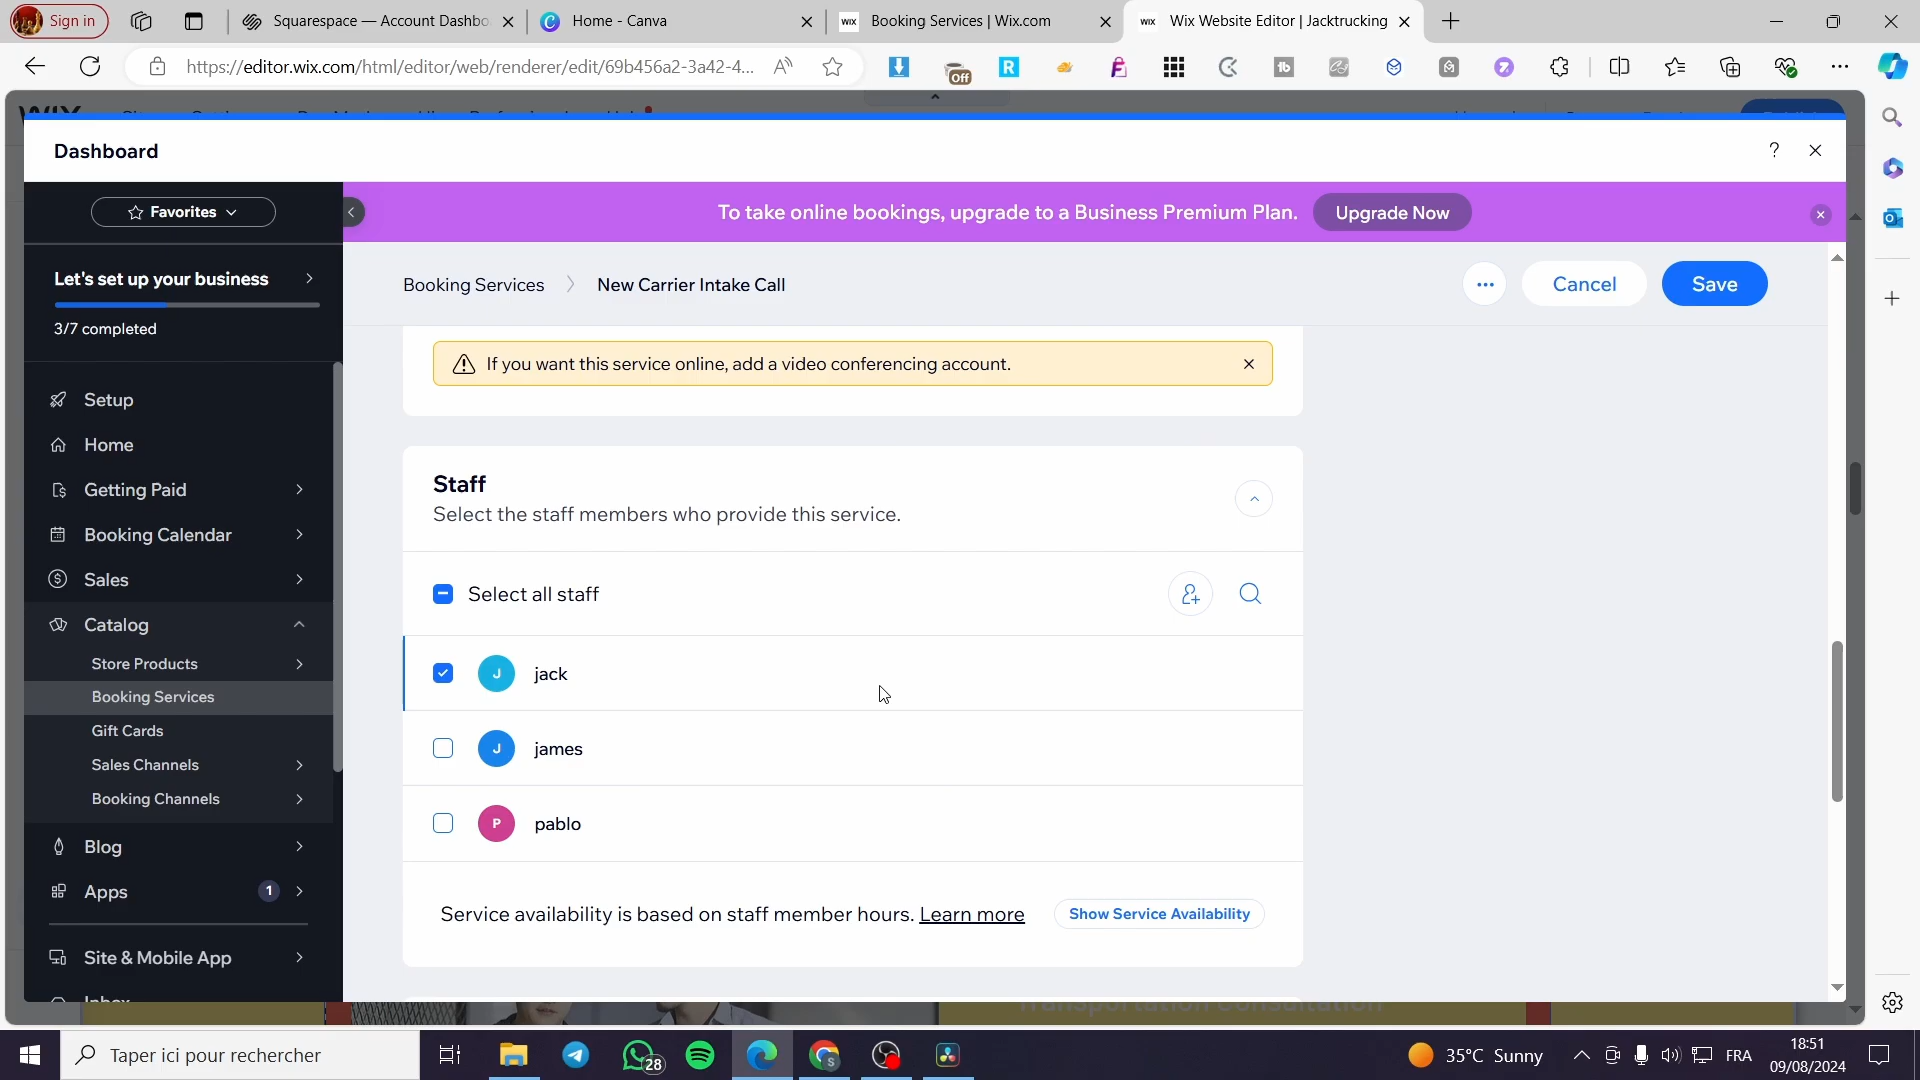 Sign in
Squarespace — Account Dashbo
Home - Canva
WIX
Booking Services | Wix.com
WIX
Wix Website Editor | Jacktrucking
https://editor.wix.com/html/editor/web/renderer/edit/69b456a2-3a42-4...
Off
Dashboard
?
Favorites
To take online bookings, upgrade to a Business Premium Plan.
Upgrade Now
Let's set up your business
3/7 completed
Booking Services
New Carrier Intake Call
Cancel
Save
If you want this service online, add a video conferencing account.
Setup
Home
Getting Paid
Booking Calendar
Sales
Catalog
Store Products
Booking Services
Gift Cards
Sales Channels
Booking Channels
Blog
Apps
1
Site & Mobile App
Staff
Select the staff members who provide this service.
Select all staff
J
jack
J
james
P
pablo
Service availability is based on staff member hours. Learn more
Show Service Availability
Transportation Consultation
Taper ici pour rechercher
28
35°C Sunny
FRA
18:51
09/08/2024